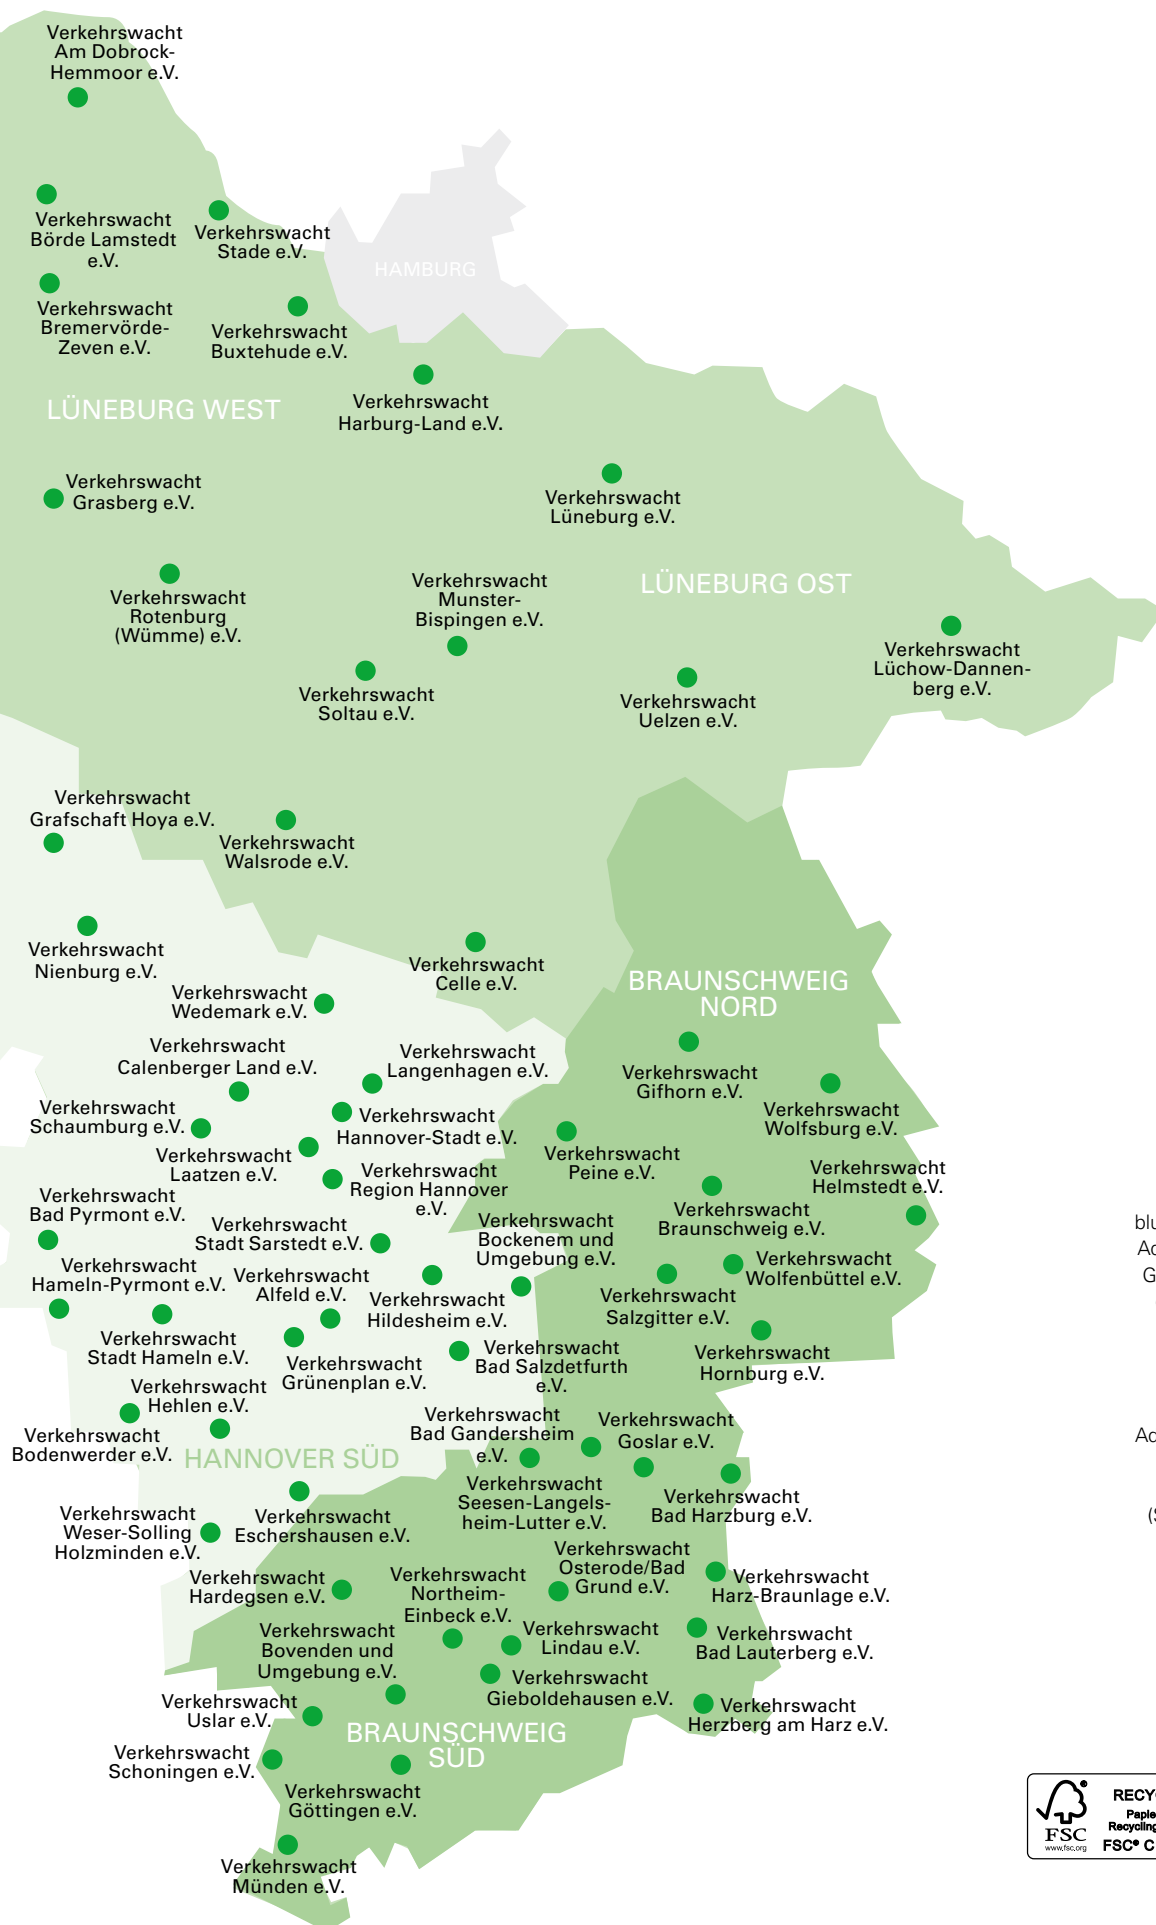 Verkehrswacht
Am Dobrock-
Hemmoor e.V.
Verkehrswacht
Börde Lamstedt
e.V.
Verkehrswacht
Stade e.V.
HAMBURG
Verkehrswacht
Bremervörde-
Zeven e.V.
Verkehrswacht
Buxtehude e.V.
LÜNEBURG WEST
Verkehrswacht
Harburg-Land e.V.
Verkehrswacht
Grasberg e.V.
Verkehrswacht
Lüneburg e.V.
Verkehrswacht
Rotenburg
(Wümme) e.V.
Verkehrswacht
Munster-
Bispingen e.V.
LÜNEBURG OST
Verkehrswacht
Lüchow-Dannen-
berg e.V.
Verkehrswacht
Soltau e.V.
Verkehrswacht
Uelzen e.V.
Verkehrswacht
Grafschaft Hoya e.V.
Verkehrswacht
Walsrode e.V.
Verkehrswacht
Nienburg e.V.
Verkehrswacht
Celle e.V.
Verkehrswacht
Wedemark e.V.
BRAUNSCHWEIG
NORD
Verkehrswacht
Calenberger Land e.V.
Verkehrswacht
Langenhagen e.V.
Verkehrswacht
Gifhorn e.V.
Verkehrswacht
Schaumburg e.V.
Verkehrswacht
Hannover-Stadt e.V.
Verkehrswacht
Wolfsburg e.V.
Verkehrswacht
Laatzen e.V.
Verkehrswacht
Region Hannover
e.V.
Verkehrswacht
Peine e.V.
Verkehrswacht
Helmstedt e.V.
Verkehrswacht
Bad Pyrmont e.V.
Verkehrswacht
Stadt Sarstedt e.V.
Verkehrswacht
Bockenem und
Umgebung e.V.
Verkehrswacht
Braunschweig e.V.
Verkehrswacht
Hameln-Pyrmont e.V.
Verkehrswacht
Alfeld e.V.
Verkehrswacht
Hildesheim e.V.
Verkehrswacht
Wolfenbüttel e.V.
Verkehrswacht
Salzgitter e.V.
Verkehrswacht
Stadt Hameln e.V.
Verkehrswacht
Grünenplan e.V.
Verkehrswacht
Bad Salzdetfurth
e.V.
Verkehrswacht
Hornburg e.V.
Verkehrswacht
Hehlen e.V.
Verkehrswacht
Bodenwerder e.V.
HANNOVER SÜD
Verkehrswacht
Bad Gandersheim
e.V.
Verkehrswacht
Goslar e.V.
Verkehrswacht
Seesen-Langels-
heim-Lutter e.V.
Verkehrswacht
Bad Harzburg e.V.
Verkehrswacht
Weser-Solling
Holzminden e.V.
Verkehrswacht
Eschershausen e.V.
Verkehrswacht
Osterode/Bad
Grund e.V.
Verkehrswacht
Hardegsen e.V.
Verkehrswacht
Northeim-
Einbeck e.V.
Verkehrswacht
Harz-Braunlage e.V.
Verkehrswacht
Bovenden und
Umgebung e.V.
Verkehrswacht
Lindau e.V.
Verkehrswacht
Bad Lauterberg e.V.
Verkehrswacht
Gieboldehausen e.V.
Verkehrswacht
Uslar e.V.
Verkehrswacht
Herzberg am Harz e.V.
BRAUNSCHWEIG
SÜD
Verkehrswacht
Schoningen e.V.
Verkehrswacht
Göttingen e.V.
Verkehrswacht
Münden e.V.
FSC
www.fsc.org
FSC® C